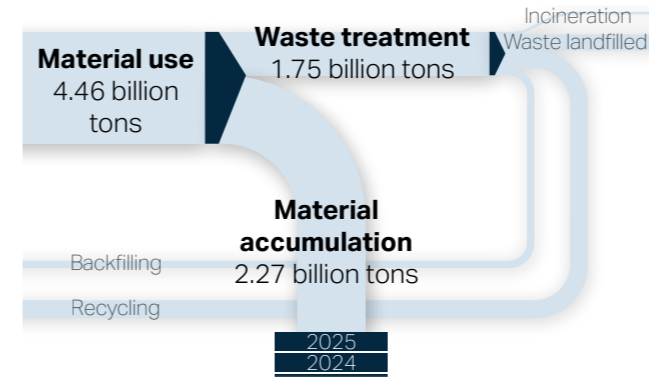 Incineration
Waste landfilled
Waste treatment
1.75 billion tons
Material use
4.46 billion
tons
Material
accumulation
2.27 billion tons
Backfilling
Recycling
2025
2024